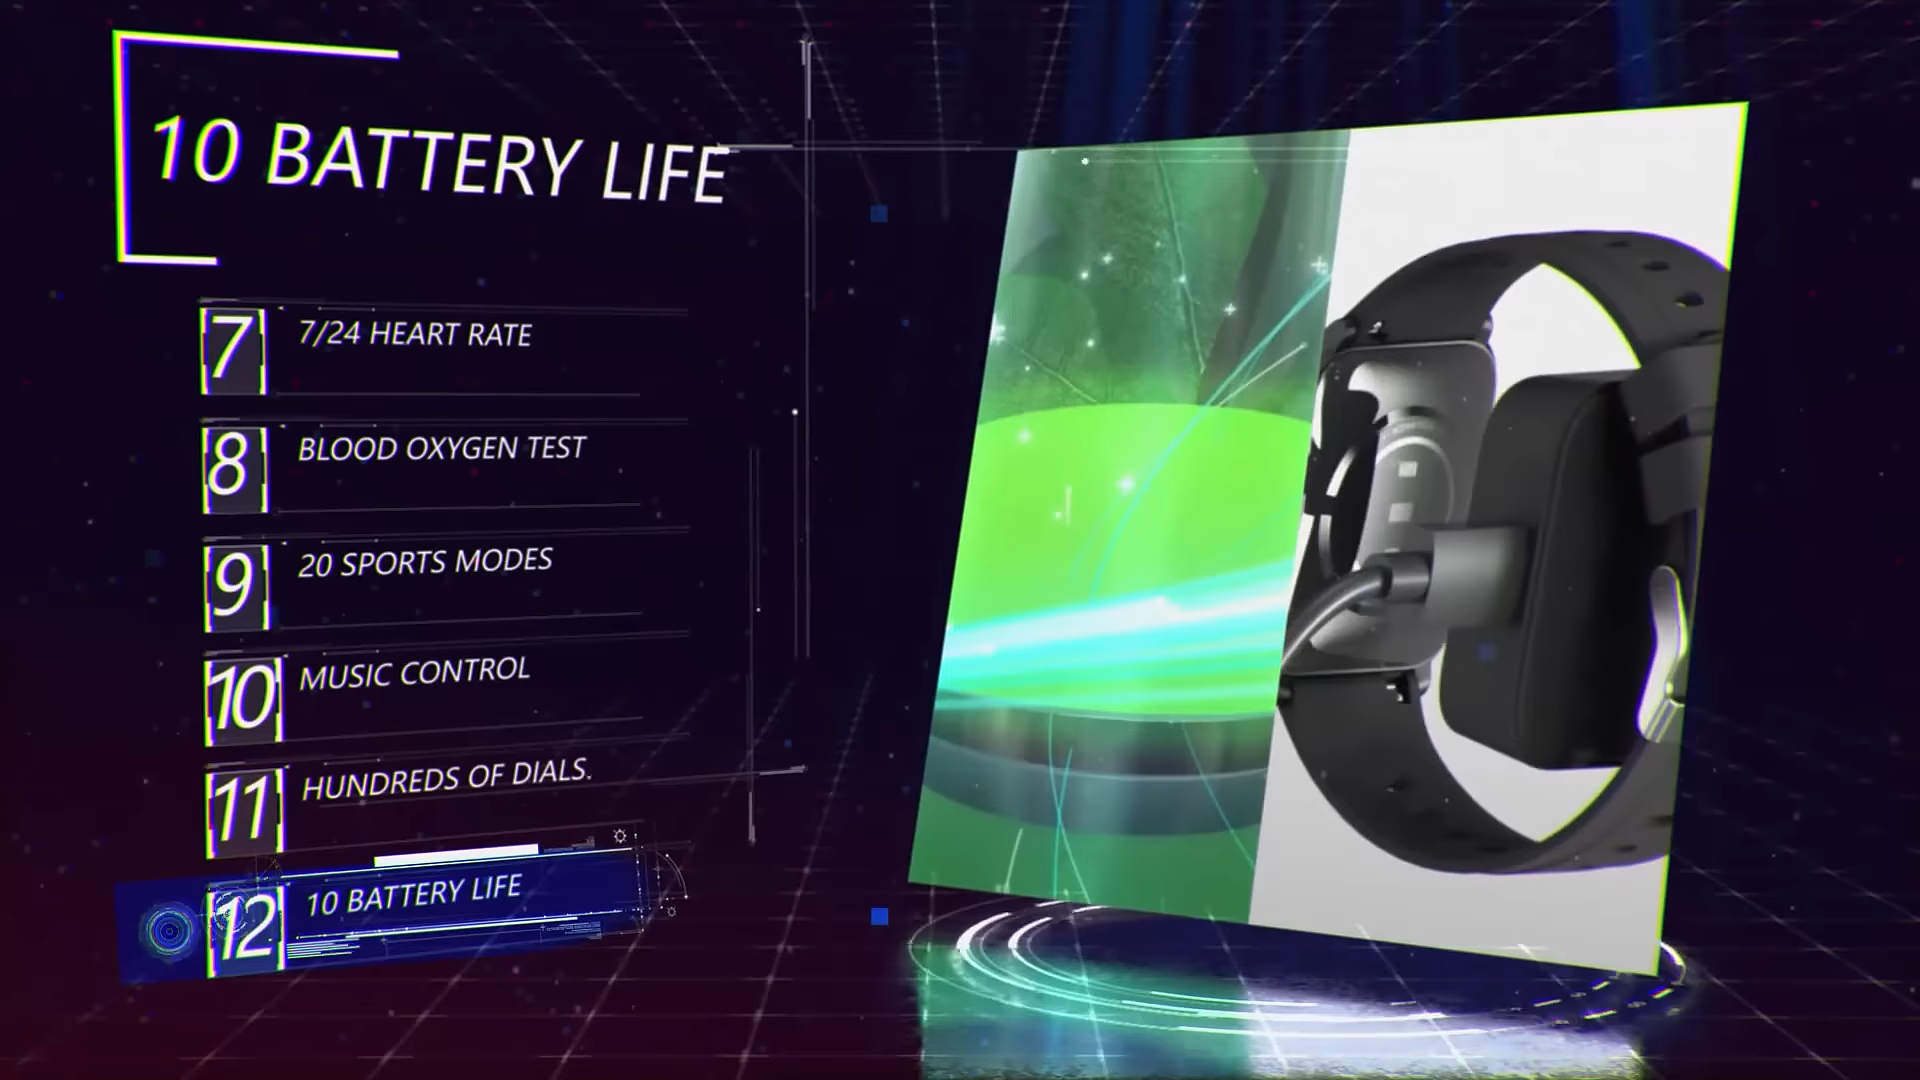 10 BATTERY LIFE
7 7/24 HEART RATE
8 BLOOD OXYGEN TEST
9 20 SPORTS MODES
10 MUSIC CONTROL
11 HUNDREDS OF DIALS.
12 10 BATTERY LIFE